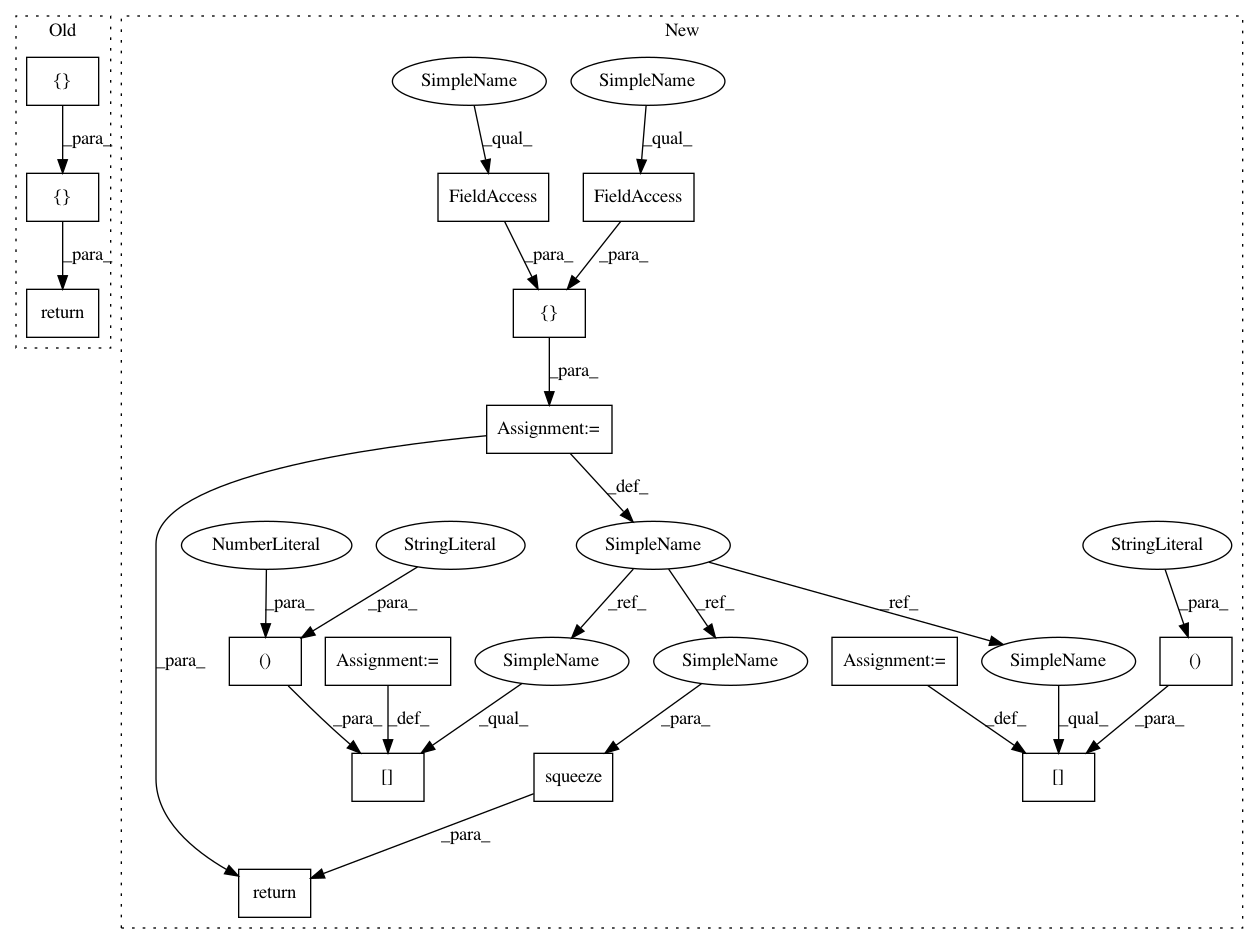 Old
New
{}
SimpleName
SimpleName
_para_
_qual_
_qual_
{}
FieldAccess
FieldAccess
_para_
_para_
_para_
return
{}
_para_
Assignment:=
_def_
NumberLiteral
StringLiteral
SimpleName
StringLiteral
_para_
_para_
_ref_
_ref_
_ref_
_para_
_para_
()
Assignment:=
SimpleName
SimpleName
Assignment:=
SimpleName
()
_para_
_def_
_qual_
_para_
_def_
_qual_
_para_
[]
squeeze
[]
_para_
return